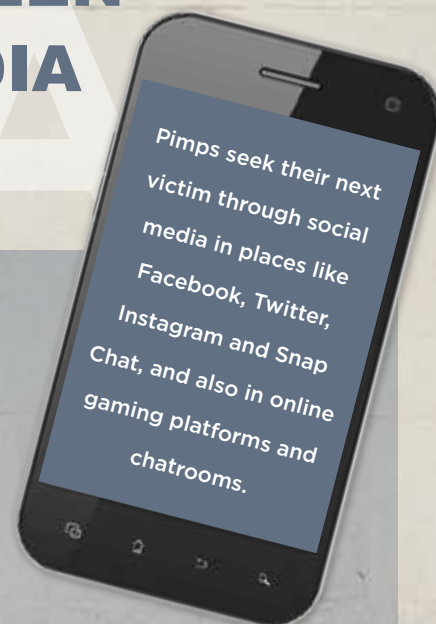 DIA
Pimps seek their next
victim through social
media in places like
Facebook, Twitter,
Instagram and Snap
Chat, and also in online
gaming platforms and
chatrooms.